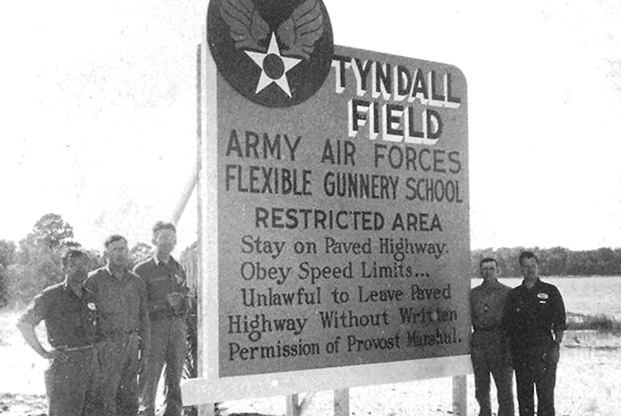 TYNDALL
FIELD
ARMY AIR FORCES
FLEXIBLE GUNNERY SCHOOL
RESTRICTED AREA
Stay on Paved Highway.
Obey Speed Limits...
Unlawful to Leave Paved
Highway Without Written
Permission of Provost Marshal.